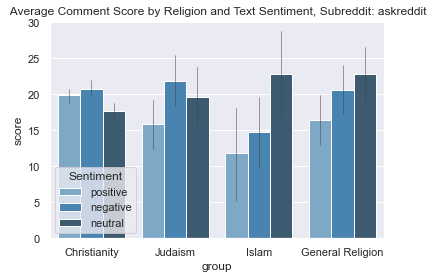 Average Comment Score by Religion and Text Sentiment, Subreddit: askreddit
30
25
20
15
10
5
0
score
Sentiment
positive
negative
neutral
Christianity Judaism Islam General Religion
group